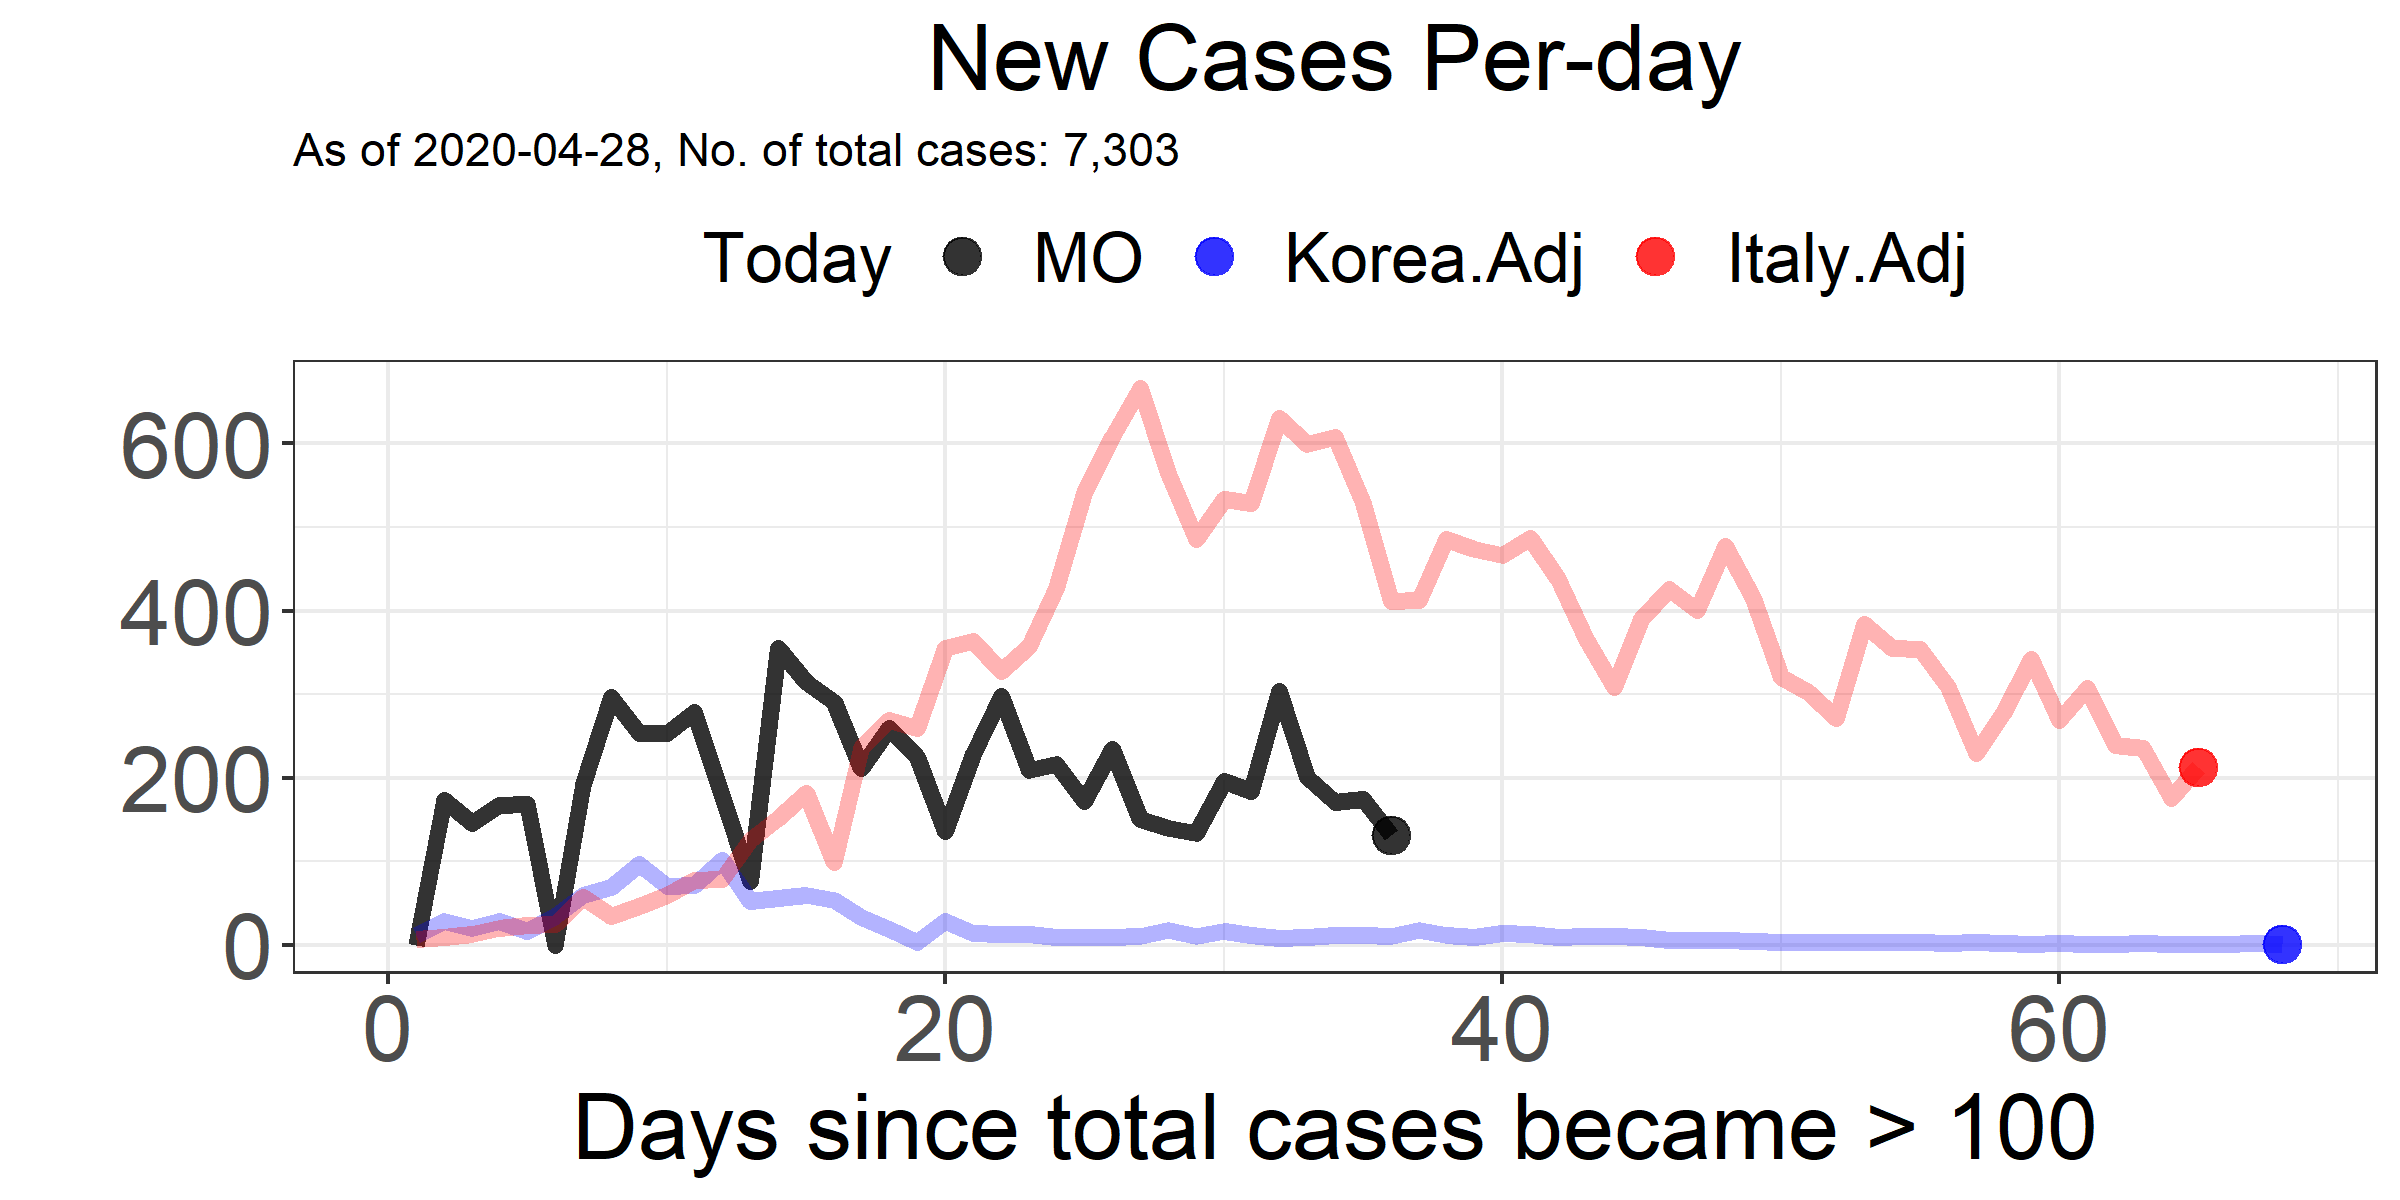 New Cases Per-day
As of 2020-04-28, No. of total cases: 7,303
Today MO Korea.Adj Italy.Adj
600
400
200
0
0 20 40 60
Days since total cases became > 100